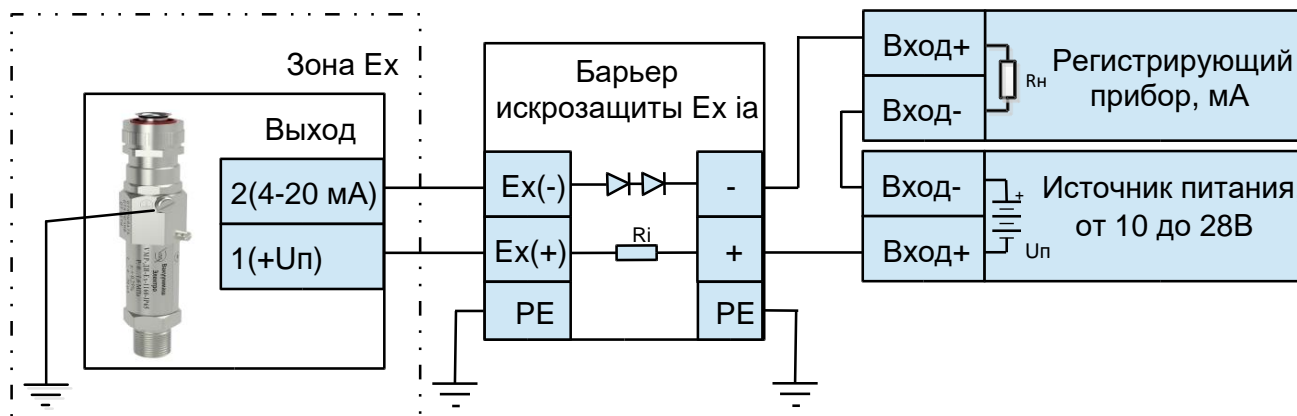 Зона Ex
Выход
2(4-20 мА)
1(+Uп)
Барьер
искрозащиты Ex ia
Ex(-)
-
Ri
Ex(+)
+
PE
PE
Вход+
Вход-
Rн
Регистрирующий
прибор, мА
Вход-
Вход+
+
Uп
Источник питания
от 10 до 28В